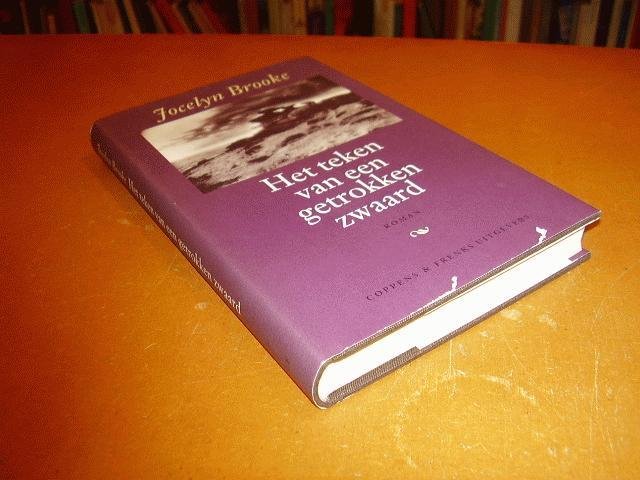 Jocelyn Brooke
Het teken
van een
getrokken
zwaard
ROMAN
COPPENS & FRENKS UITGEVERS
Jocelyn Brooke Het teken van een getrokken zwaard